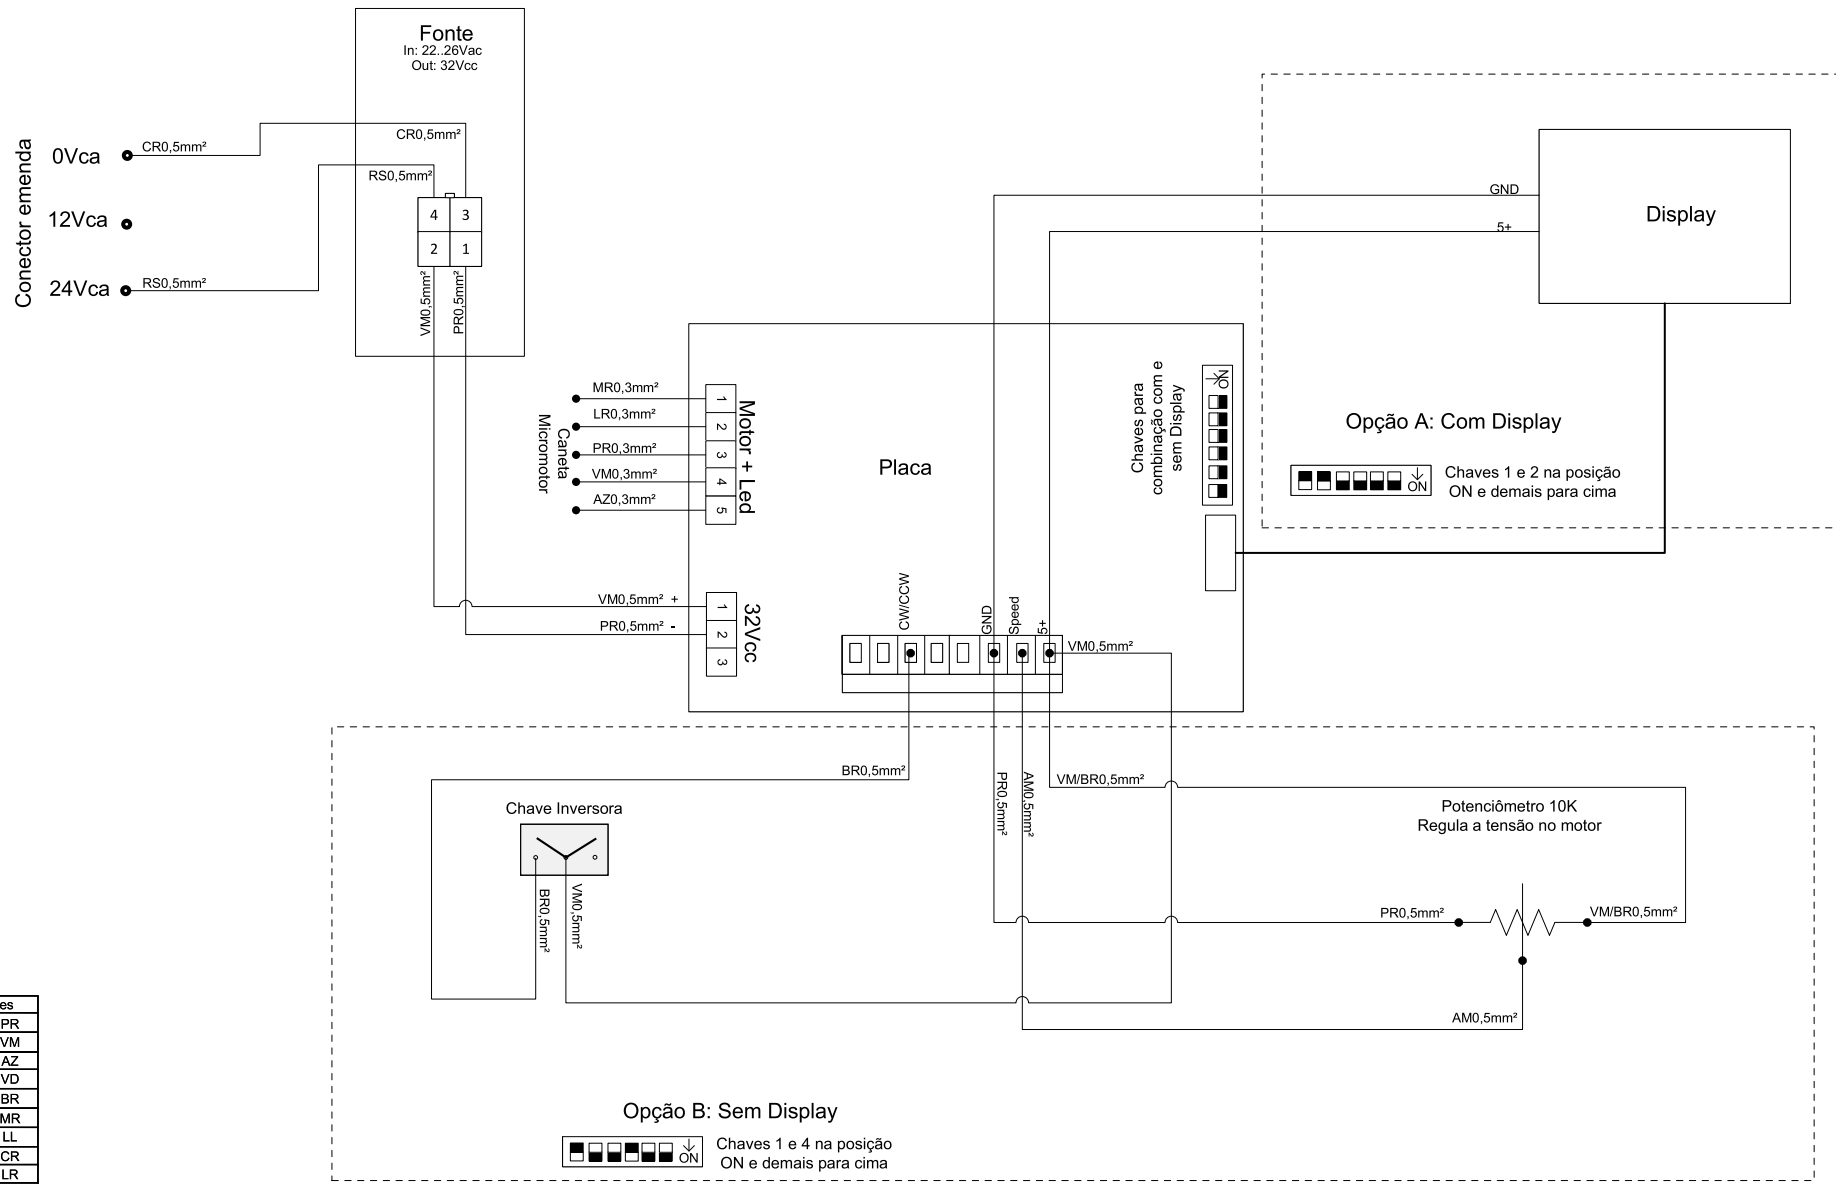 Fonte
In: 22..26Vac
Out: 32Vcc
Conector emenda
0Vca
CR0,5mm²
CR0,5mm²
RS0,5mm²
12Vca
24Vca
RS0,5mm²
4 3
2 1
VM0,5mm²
PR0,5mm²
GND
5+
Display
Opção A: Com Display
ON
Chaves 1 e 2 na posição
ON e demais para cima
MR0,3mm²
LR0,3mm²
PR0,3mm²
VM0,3mm²
AZ0,3mm²
Caneta
Micromotor
1
2
3
4
5
Motor + Led
Placa
Chaves para
combinação com e
sem Display
ON
VM0,5mm² +
PR0,5mm² -
1
2
3
32Vcc
CW/CCW
GND
Speed
5+
VM0,5mm²
BR0,5mm²
PR0,5mm²
AM0,5mm²
VM/BR0,5mm²
Chave Inversora
BR0,5mm²
VM0,5mm²
Potenciômetro 10K
Regula a tensão no motor
PR0,5mm²
VM/BR0,5mm²
AM0,5mm²
Opção B: Sem Display
ON
Chaves 1 e 4 na posição
ON e demais para cima
es
PR
VM
AZ
VD
BR
MR
LL
CR
LR